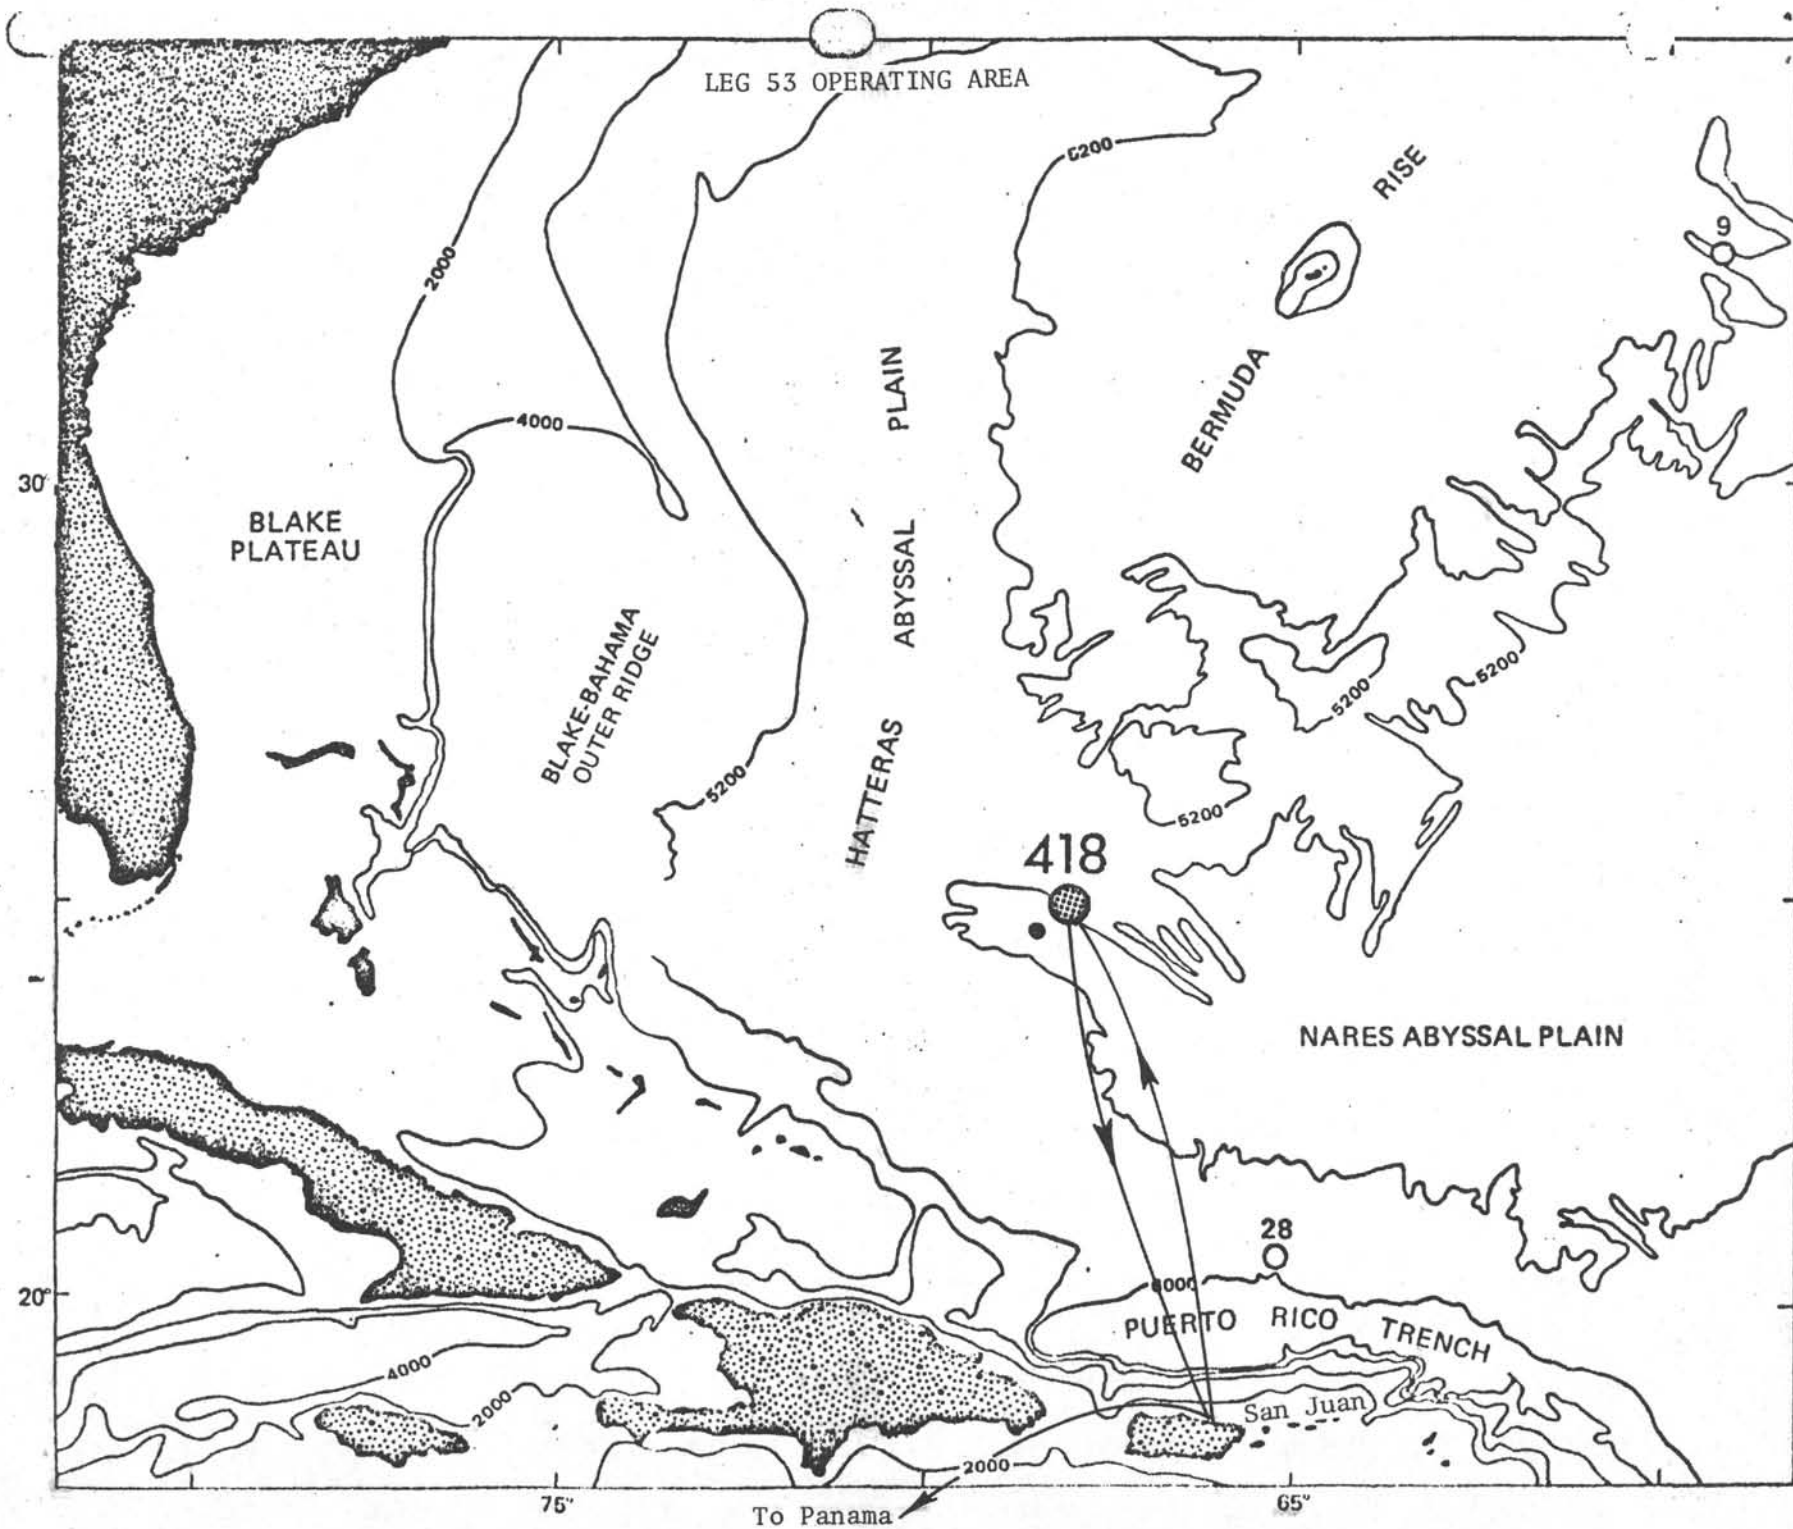 LEG 53 OPERATING AREA
5200
RISE
9
2000
PLAIN
BERMUDA
4000
30°
BLAKE
PLATEAU
ABYSSAL
BLAKE-BAHAMA
OUTER RIDGE
5200
5200
HATTERAS
5200
5200
418
NARES ABYSSAL PLAIN
28
20°
6000
PUERTO RICO TRENCH
4000
2000
San Juan
2000
75°
65°
To Panama